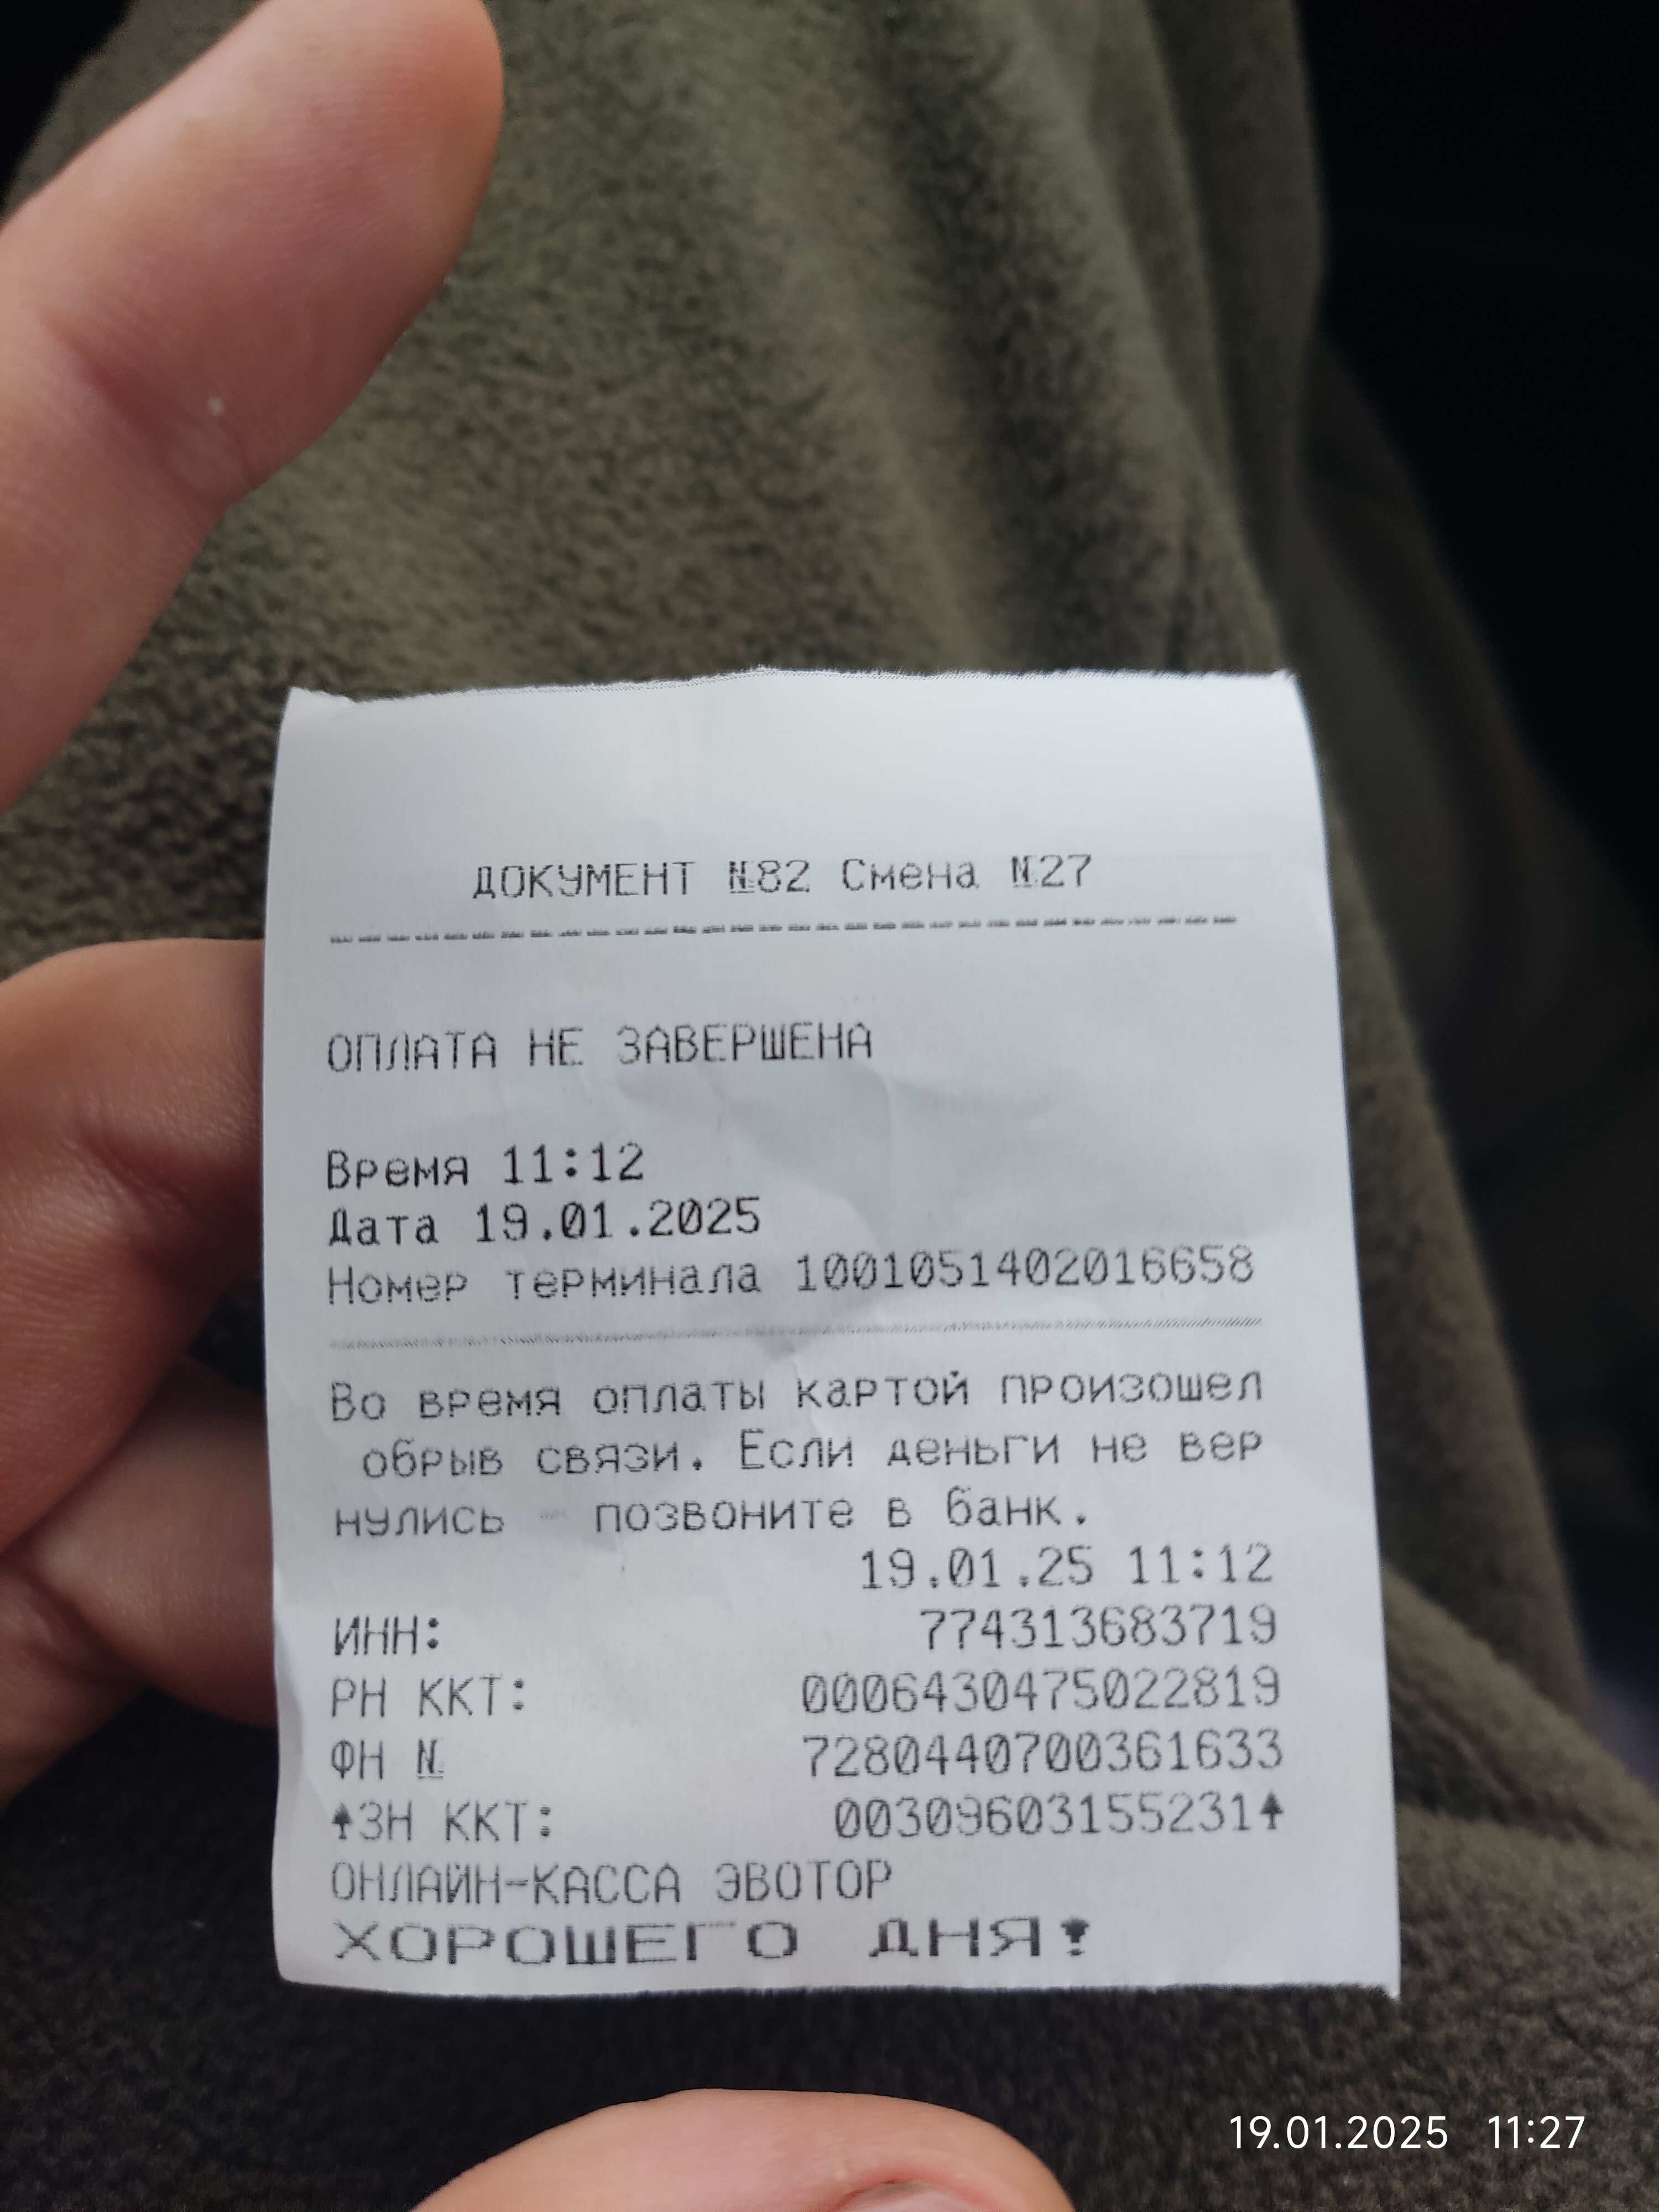 ДОКУМЕНТ №82 Смена №27
ОПЛАТА НЕ ЗАВЕРШЕНА
Время 11:12
Дата 19.01.2025
Номер терминала 1001051402016658
Во время оплаты картой произошел
обрыв связи. Если деньги не вер
нулись - позвоните в банк.
19.01.25 11:12
ИНН: 774313683719
РН ККТ: 0006430475022819
ФН № 7280440700361633
ЗН ККТ: 00309603155231
ОНЛАЙН-КАССА ЭВОТОР
ХОРОШЕГО ДНЯ!
19.01.2025 11:27